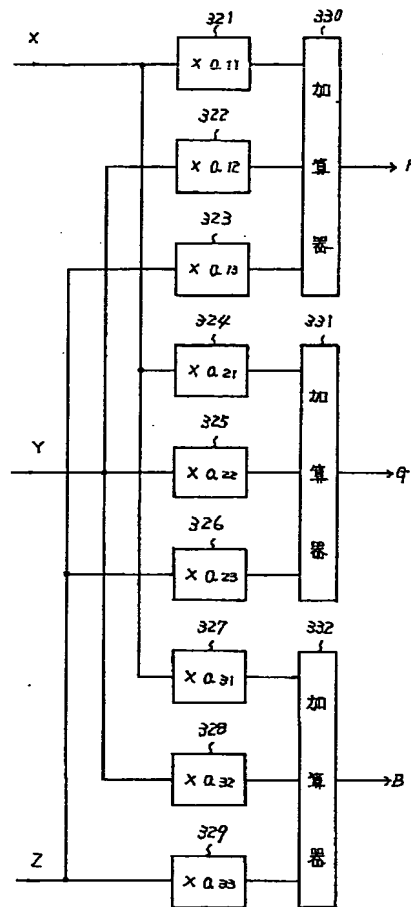 321
330
X
× a11
322
× a12
323
× a13
加算器
324
331
× a21
325
Y
× a22
G
326
× a23
加算器
327
332
× a31
328
× a32
B
329
Z
× a33
加算器